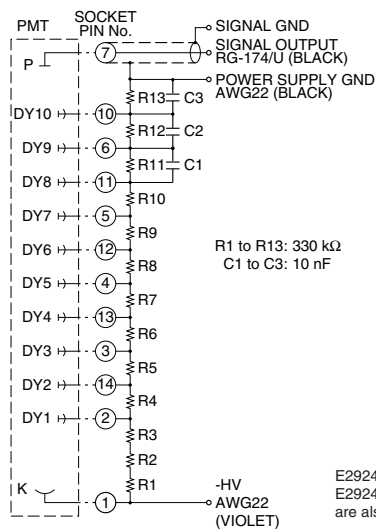 PMT
SOCKET
PIN No.
SIGNAL GND
SIGNAL OUTPUT
RG-174/U (BLACK)
POWER SUPPLY GND
AWG22 (BLACK)
P
7
R13
C3
DY10
10
R12
C2
DY9
6
R11
C1
DY8
11
R10
DY7
5
R9
DY6
12
R8
DY5
4
R7
DY4
13
R6
DY3
3
R5
DY2
14
R4
DY1
2
R3
R2
R1
K
1
R1 to R13: 330 kΩ
C1 to C3: 10 nF
-HV
AWG22
(VIOLET)
E2924
E2924
are als